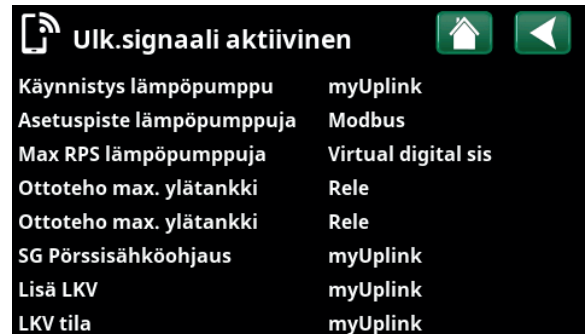 Ulk.signaali aktiivinen
Käynnistys lämpöpumppu myUplink
Asetuspiste lämpöpumppuja Modbus
Max RPS lämpöpumppuja Virtual digital sis
Ottoteho max. ylätankki Rele
Ottoteho max. ylätankki Rele
SG Pörssisähköohjaus myUplink
Lisä LKV myUplink
LKV tila myUplink